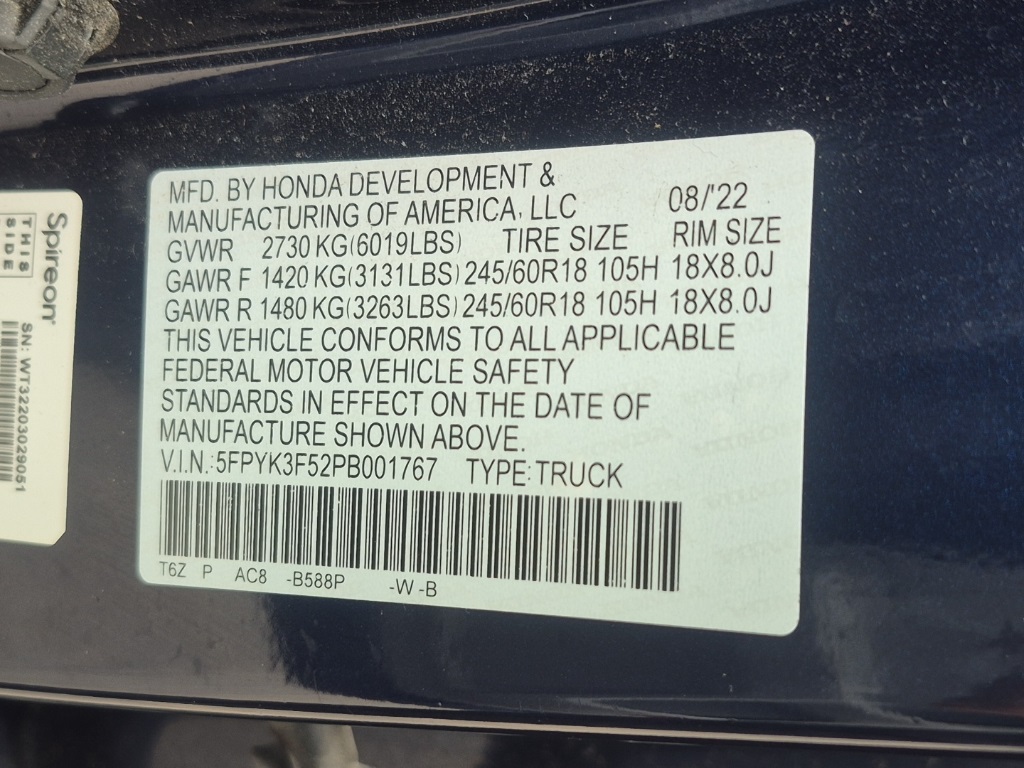 MFD. BY HONDA DEVELOPMENT &
MANUFACTURING OF AMERICA, LLC 08/'22
GVWR 2730 KG(6019LBS) TIRE SIZE RIM SIZE
GAWR F 1420 KG(3131LBS) 245/60R18 105H 18X8.0J
GAWR R 1480 KG(3263LBS) 245/60R18 105H 18X8.0J
THIS VEHICLE CONFORMS TO ALL APPLICABLE
FEDERAL MOTOR VEHICLE SAFETY
STANDARDS IN EFFECT ON THE DATE OF
MANUFACTURE SHOWN ABOVE.
V.I.N.:5FPYK3F52PB001767 TYPE:TRUCK
T6Z P AC8 -B588P -W -B
Spireon
THIS
SIDE
SN: WT32203029051